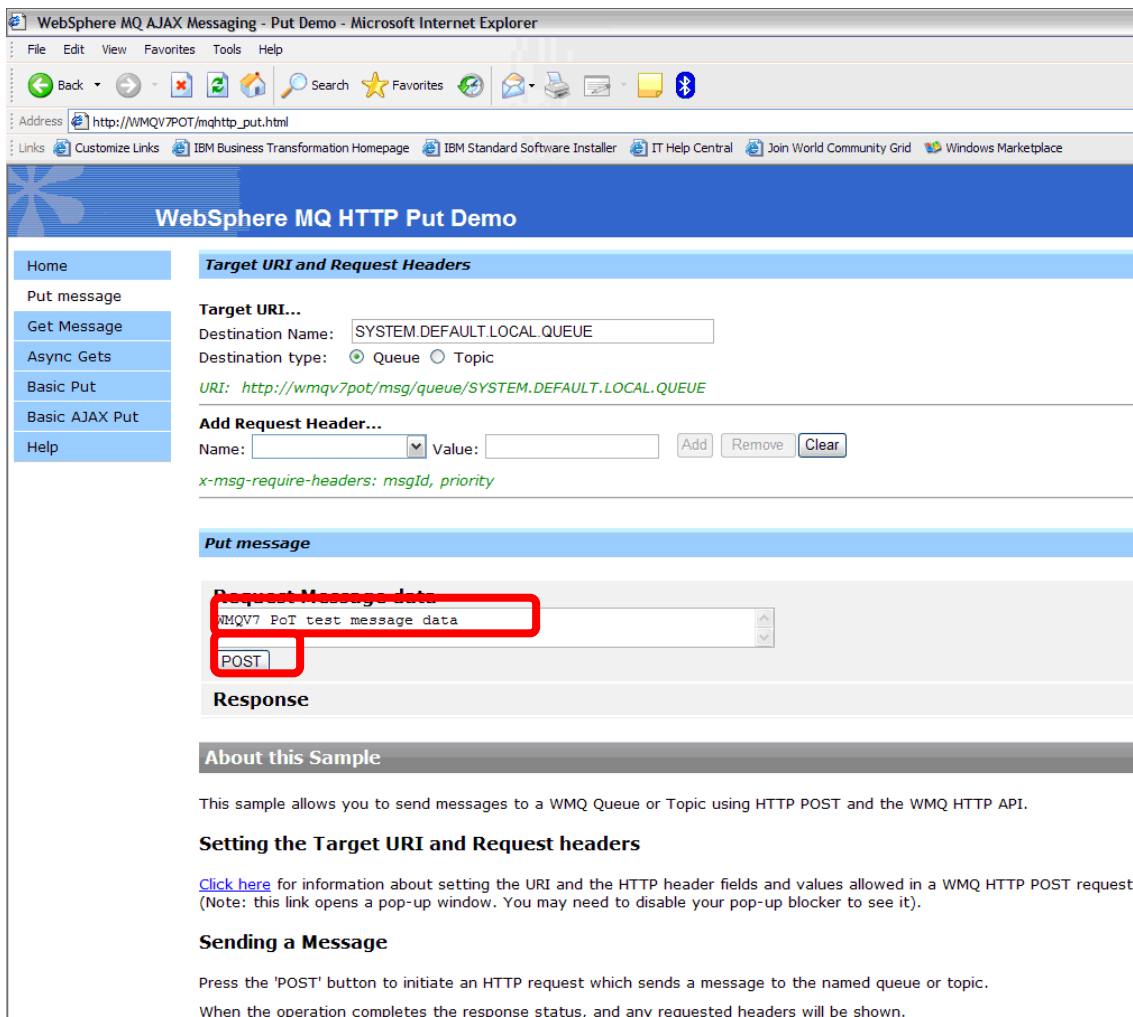 WebSphere MQ AJAX Messaging - Put Demo - Microsoft Internet Explorer
File Edit View Favorites Tools Help
Back Search Favorites
Address http://WMQV7POT/mqhttp_put.html
Links Customize Links IBM Business Transformation Homepage IBM Standard Software Installer IT Help Central Join World Community Grid Windows Marketplace
WebSphere MQ HTTP Put Demo
Home
Put message
Get Message
Async Gets
Basic Put
Basic AJAX Put
Help
Target URI and Request Headers
Target URI...
Destination Name: SYSTEM.DEFAULT.LOCAL.QUEUE
Destination type: Queue Topic
URI: http://wmqv7pot/msg/queue/SYSTEM.DEFAULT.LOCAL.QUEUE
Add Request Header...
Name: Value: Add Remove Clear
x-msg-require-headers: msgId, priority
Put message
Request Message data
WMQV7 PoT test message data
POST
Response
About this Sample
This sample allows you to send messages to a WMQ Queue or Topic using HTTP POST and the WMQ HTTP API.
Setting the Target URI and Request headers
Click here for information about setting the URI and the HTTP header fields and values allowed in a WMQ HTTP POST request
(Note: this link opens a pop-up window. You may need to disable your pop-up blocker to see it).
Sending a Message
Press the 'POST' button to initiate an HTTP request which sends a message to the named queue or topic.
When the operation completes the response status, and any requested headers will be shown.